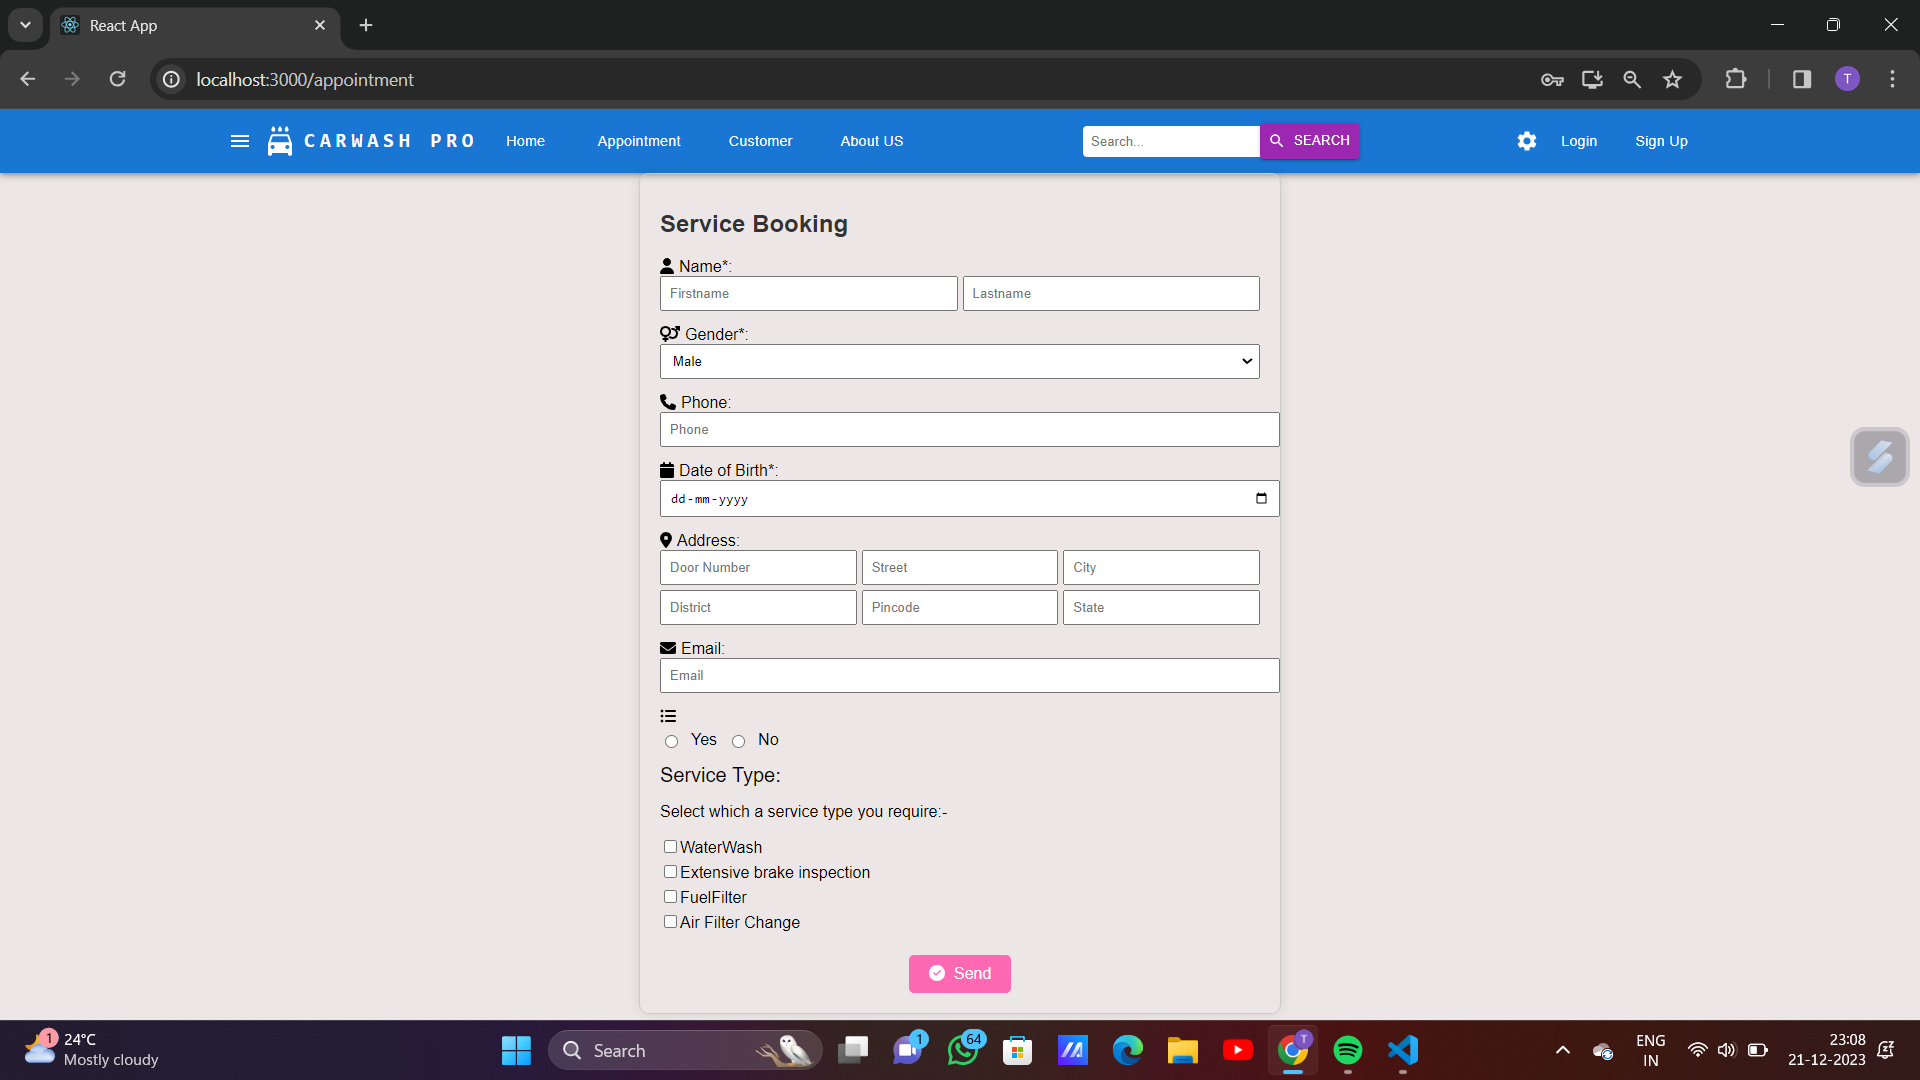 React App
localhost:3000/appointment
T
CARWASH PRO Home Appointment Customer About US Search... SEARCH Login Sign Up
Service Booking
Name*:
Firstname Lastname
Gender*:
Male
Phone:
Phone
Date of Birth*:
dd-mm-yyyy
Address:
Door Number Street City
District Pincode State
Email:
Email
Yes No
Service Type:
Select which a service type you require:-
WaterWash
Extensive brake inspection
FuelFilter
Air Filter Change
Send
1 24°C
Mostly cloudy
Search
1
64
T
ENG
IN
23:08
21-12-2023